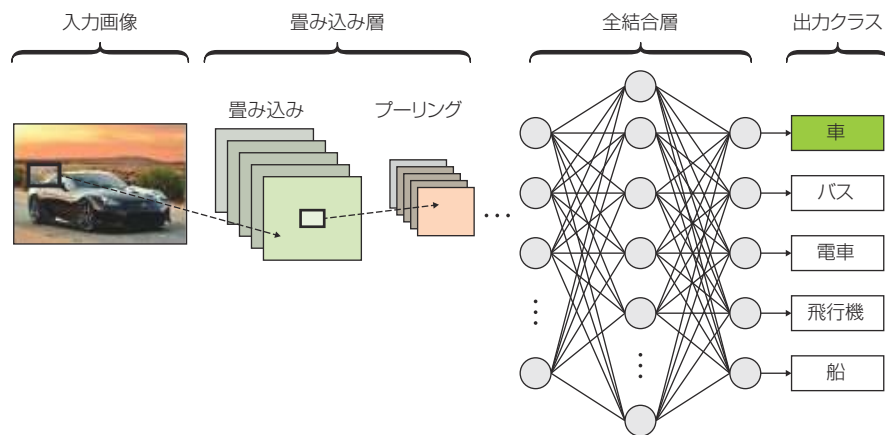 入力画像
畳み込み層
全結合層
出力クラス
畳み込み
プーリング
車
バス
電車
飛行機
船